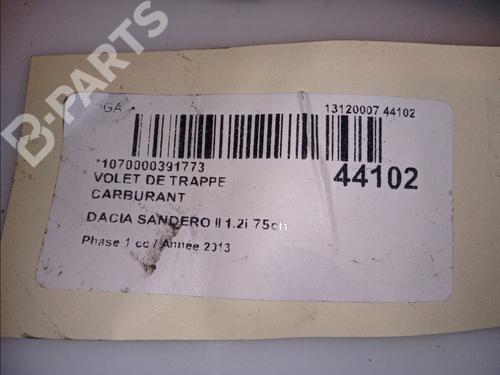 B-PARTS
GA
13120007 44102
*1070000391773
44102
VOLET DE TRAPPE
CARBURANT
DACIA SANDERO II 1.2i 75ch
Phase 1 cc / Année 2013